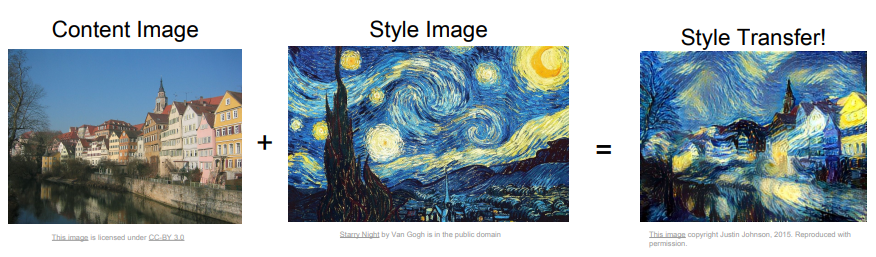 Content Image
+
Style Image
=
Style Transfer!
This image is licensed under CC-BY 3.0
Starry Night by Van Gogh is in the public domain
This image copyright Justin Johnson, 2015. Reproduced with
permission.